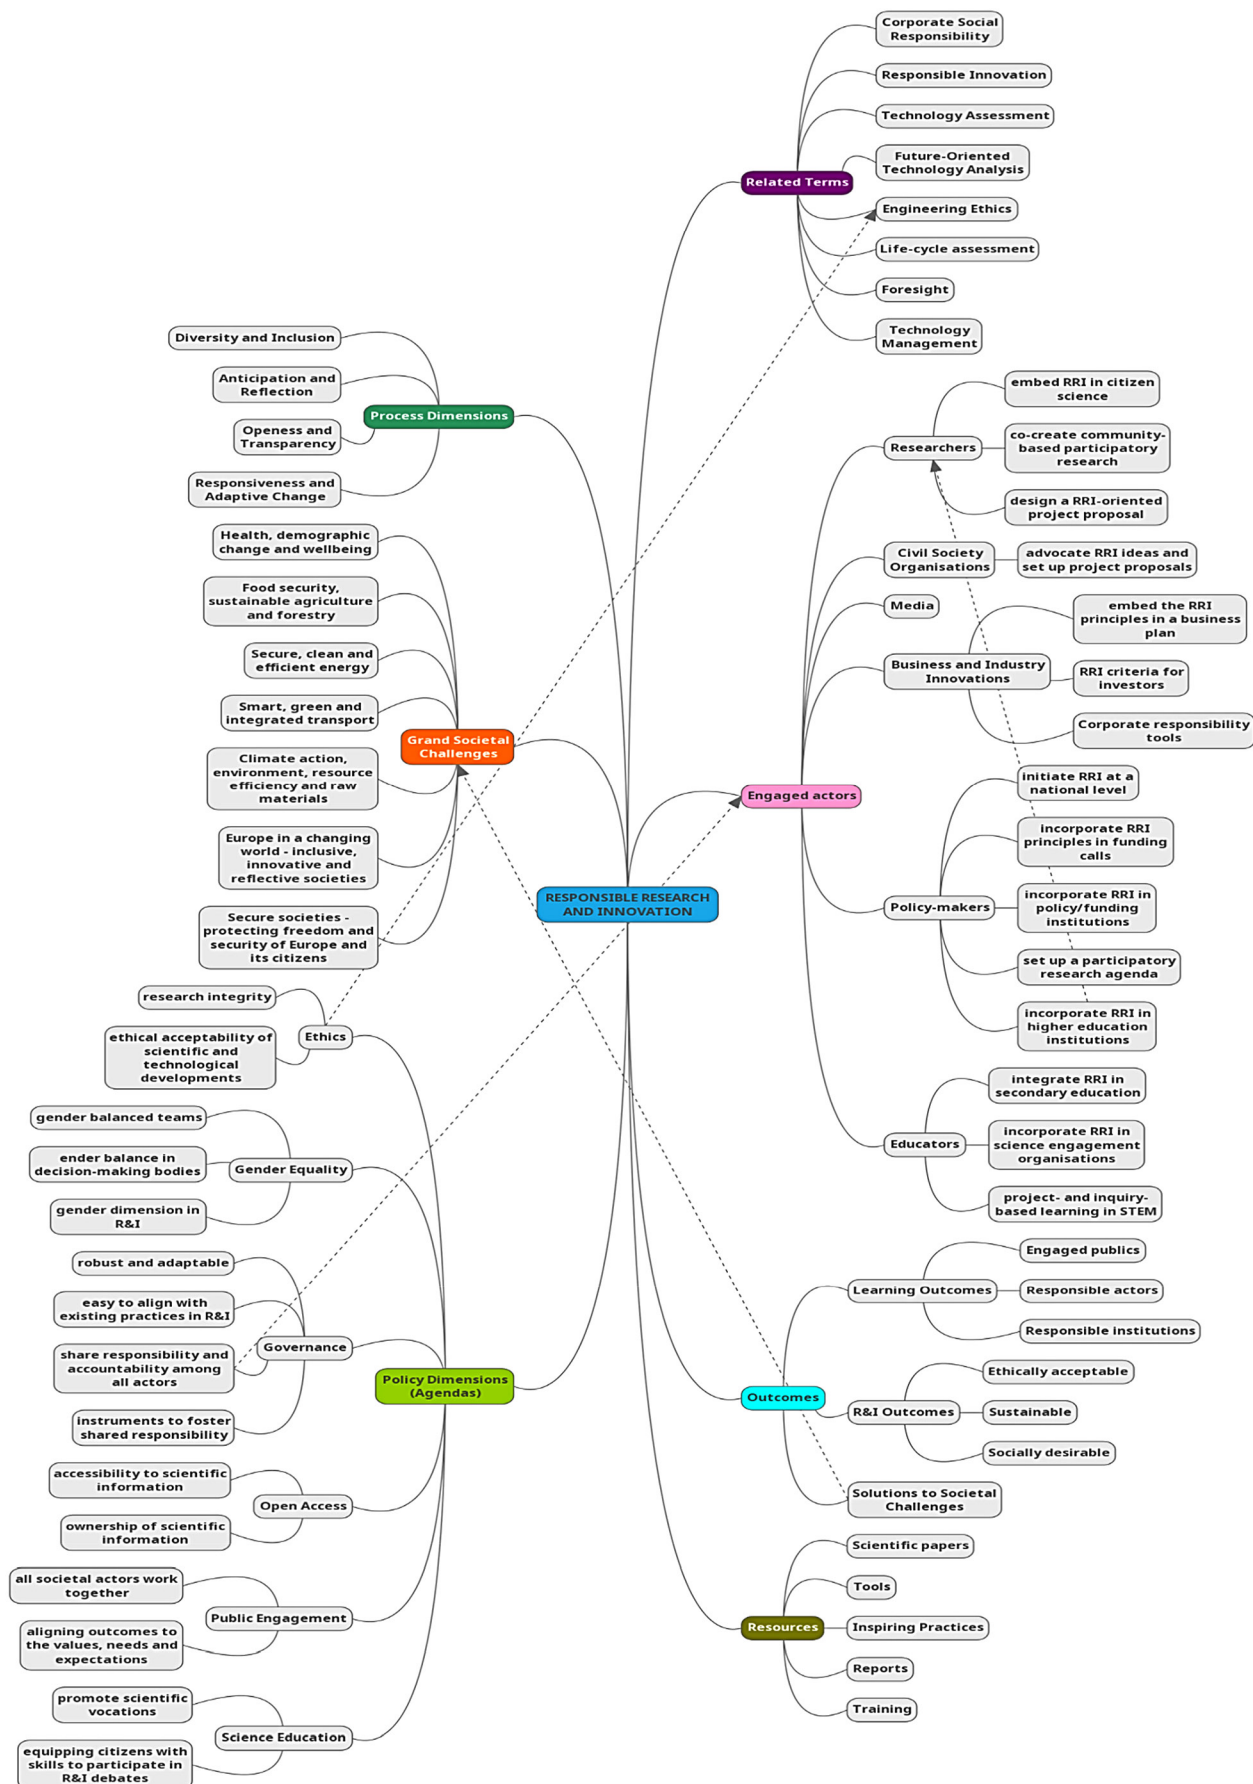 RESPONSIBLE RESEARCH
AND INNOVATION
Related Terms
Corporate Social
Responsibility
Responsible Innovation
Technology Assessment
Future-Oriented
Technology Analysis
Engineering Ethics
Life-cycle assessment
Foresight
Technology
Management
Engaged actors
Researchers
embed RRI in citizen
science
co-create community-
based participatory
research
design a RRI-oriented
project proposal
Civil Society
Organisations
advocate RRI ideas and
set up project proposals
Media
Business and Industry
Innovations
embed the RRI
principles in a business
plan
RRI criteria for
investors
Corporate responsibility
tools
Policy-makers
initiate RRI at a
national level
incorporate RRI
principles in funding
calls
incorporate RRI in
policy/funding
institutions
set up a participatory
research agenda
incorporate RRI in
higher education
institutions
Educators
integrate RRI in
secondary education
incorporate RRI in
science engagement
organisations
project- and inquiry-
based learning in STEM
Outcomes
Learning Outcomes
Engaged publics
Responsible actors
Responsible institutions
R&I Outcomes
Ethically acceptable
Sustainable
Socially desirable
Solutions to Societal
Challenges
Resources
Scientific papers
Tools
Inspiring Practices
Reports
Training
Process Dimensions
Diversity and Inclusion
Anticipation and
Reflection
Openess and
Transparency
Responsiveness and
Adaptive Change
Grand Societal
Challenges
Health, demographic
change and wellbeing
Food security,
sustainable agriculture
and forestry
Secure, clean and
efficient energy
Smart, green and
integrated transport
Climate action,
environment, resource
efficiency and raw
materials
Europe in a changing
world - inclusive,
innovative and
reflective societies
Secure societies -
protecting freedom and
security of Europe and
its citizens
Policy Dimensions
(Agendas)
Ethics
research integrity
ethical acceptability of
scientific and
technological
developments
Gender Equality
gender balanced teams
ender balance in
decision-making bodies
gender dimension in
R&I
Governance
robust and adaptable
easy to align with
existing practices in R&I
share responsibility and
accountability among
all actors
instruments to foster
shared responsibility
Open Access
accessibility to scientific
information
ownership of scientific
information
Public Engagement
all societal actors work
together
aligning outcomes to
the values, needs and
expectations
Science Education
promote scientific
vocations
equipping citizens with
skills to participate in
R&I debates